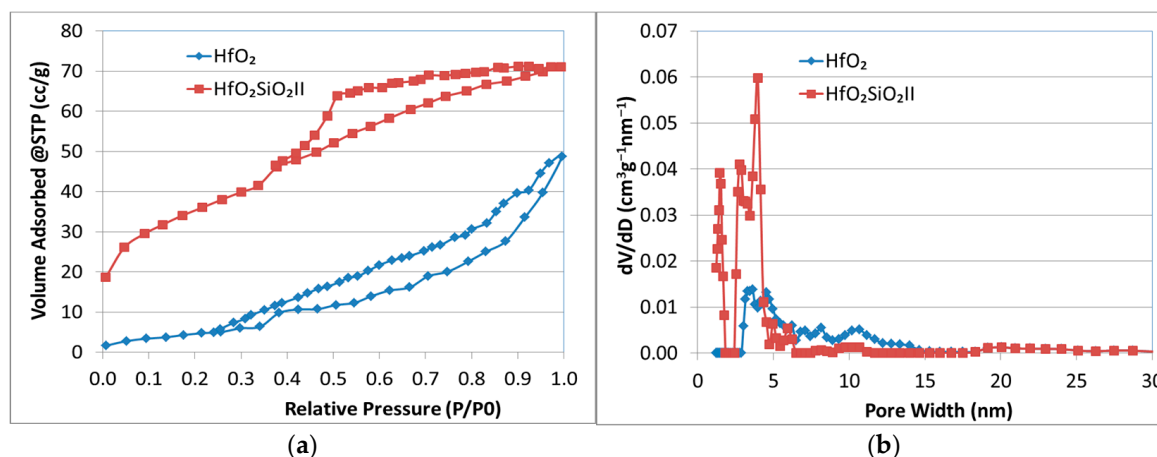 80
70
60
50
40
30
20
10
0
Volume Adsorbed @STP (cc/g)
HfO₂
HfO₂SiO₂II
0.0 0.1 0.2 0.3 0.4 0.5 0.6 0.7 0.8 0.9 1.0
Relative Pressure (P/P0)
(a)
0.07
0.06
0.05
0.04
0.03
0.02
0.01
0.00
dV/dD (cm³g⁻¹nm⁻¹)
HfO₂
HfO₂SiO₂II
0 5 10 15 20 25 30
Pore Width (nm)
(b)